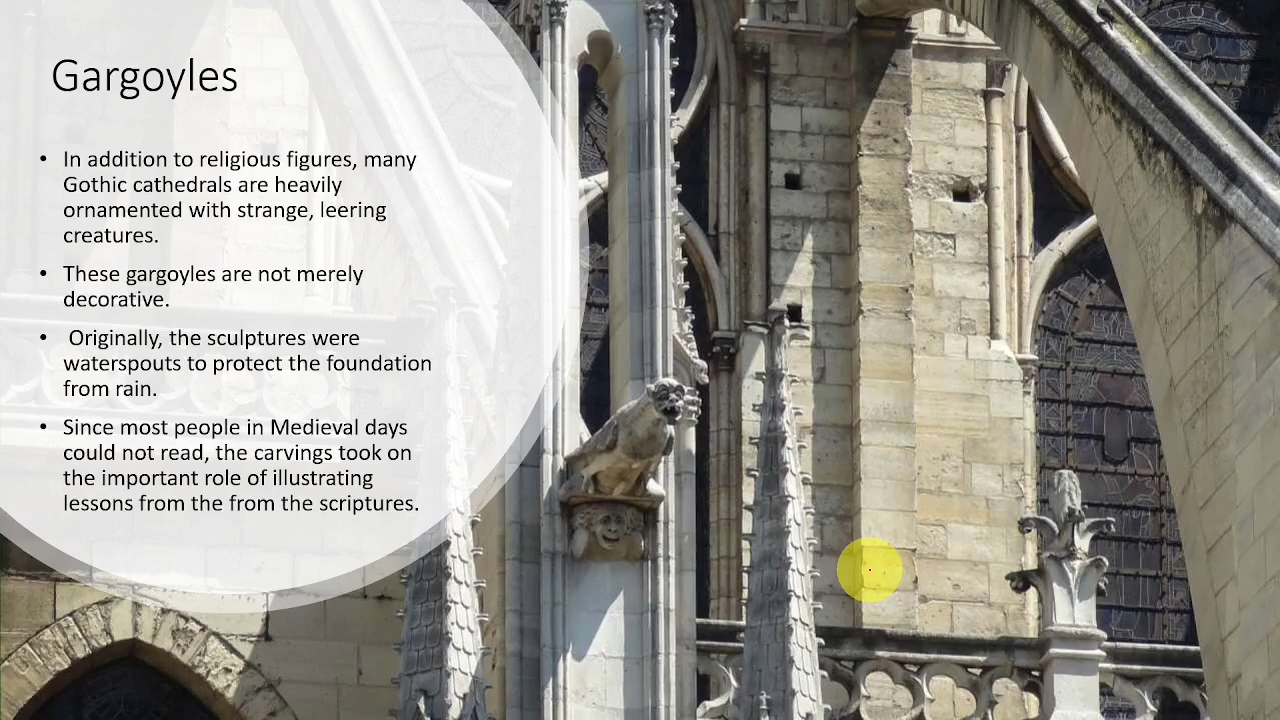 Gargoyles
• In addition to religious figures, many
Gothic cathedrals are heavily
ornamented with strange, leering
creatures.
• These gargoyles are not merely
decorative.
• Originally, the sculptures were
waterspouts to protect the foundation
from rain.
• Since most people in Medieval days
could not read, the carvings took on
the important role of illustrating
lessons from the from the scriptures.